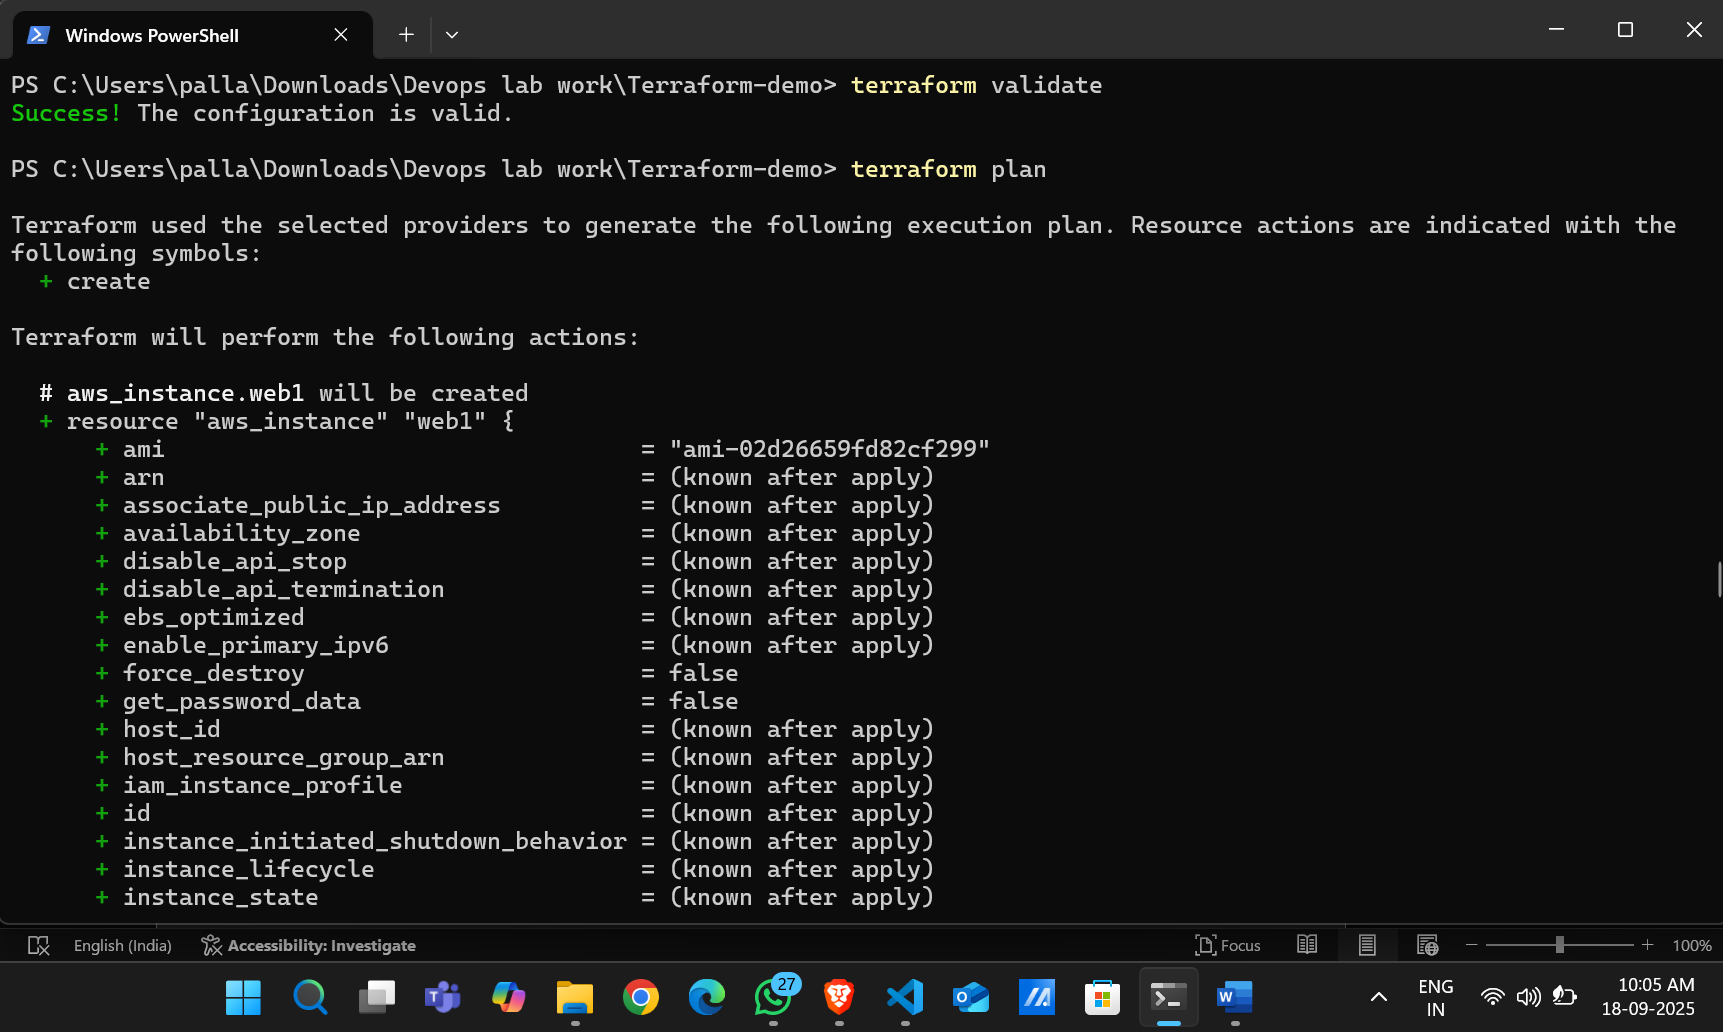 Windows PowerShell
PS C:\Users\palla\Downloads\Devops lab work\Terraform-demo> terraform validate
Success! The configuration is valid.
PS C:\Users\palla\Downloads\Devops lab work\Terraform-demo> terraform plan
Terraform used the selected providers to generate the following execution plan. Resource actions are indicated with the
following symbols:
  + create
Terraform will perform the following actions:
  # aws_instance.web1 will be created
  + resource "aws_instance" "web1" {
      + ami                                  = "ami-02d26659fd82cf299"
      + arn                                  = (known after apply)
      + associate_public_ip_address          = (known after apply)
      + availability_zone                    = (known after apply)
      + disable_api_stop                     = (known after apply)
      + disable_api_termination              = (known after apply)
      + ebs_optimized                        = (known after apply)
      + enable_primary_ipv6                  = (known after apply)
      + force_destroy                        = false
      + get_password_data                    = false
      + host_id                              = (known after apply)
      + host_resource_group_arn              = (known after apply)
      + iam_instance_profile                 = (known after apply)
      + id                                   = (known after apply)
      + instance_initiated_shutdown_behavior = (known after apply)
      + instance_lifecycle                   = (known after apply)
      + instance_state                       = (known after apply)
English (India) Accessibility: Investigate Focus 100%
27
ENG
IN
10:05 AM
18-09-2025